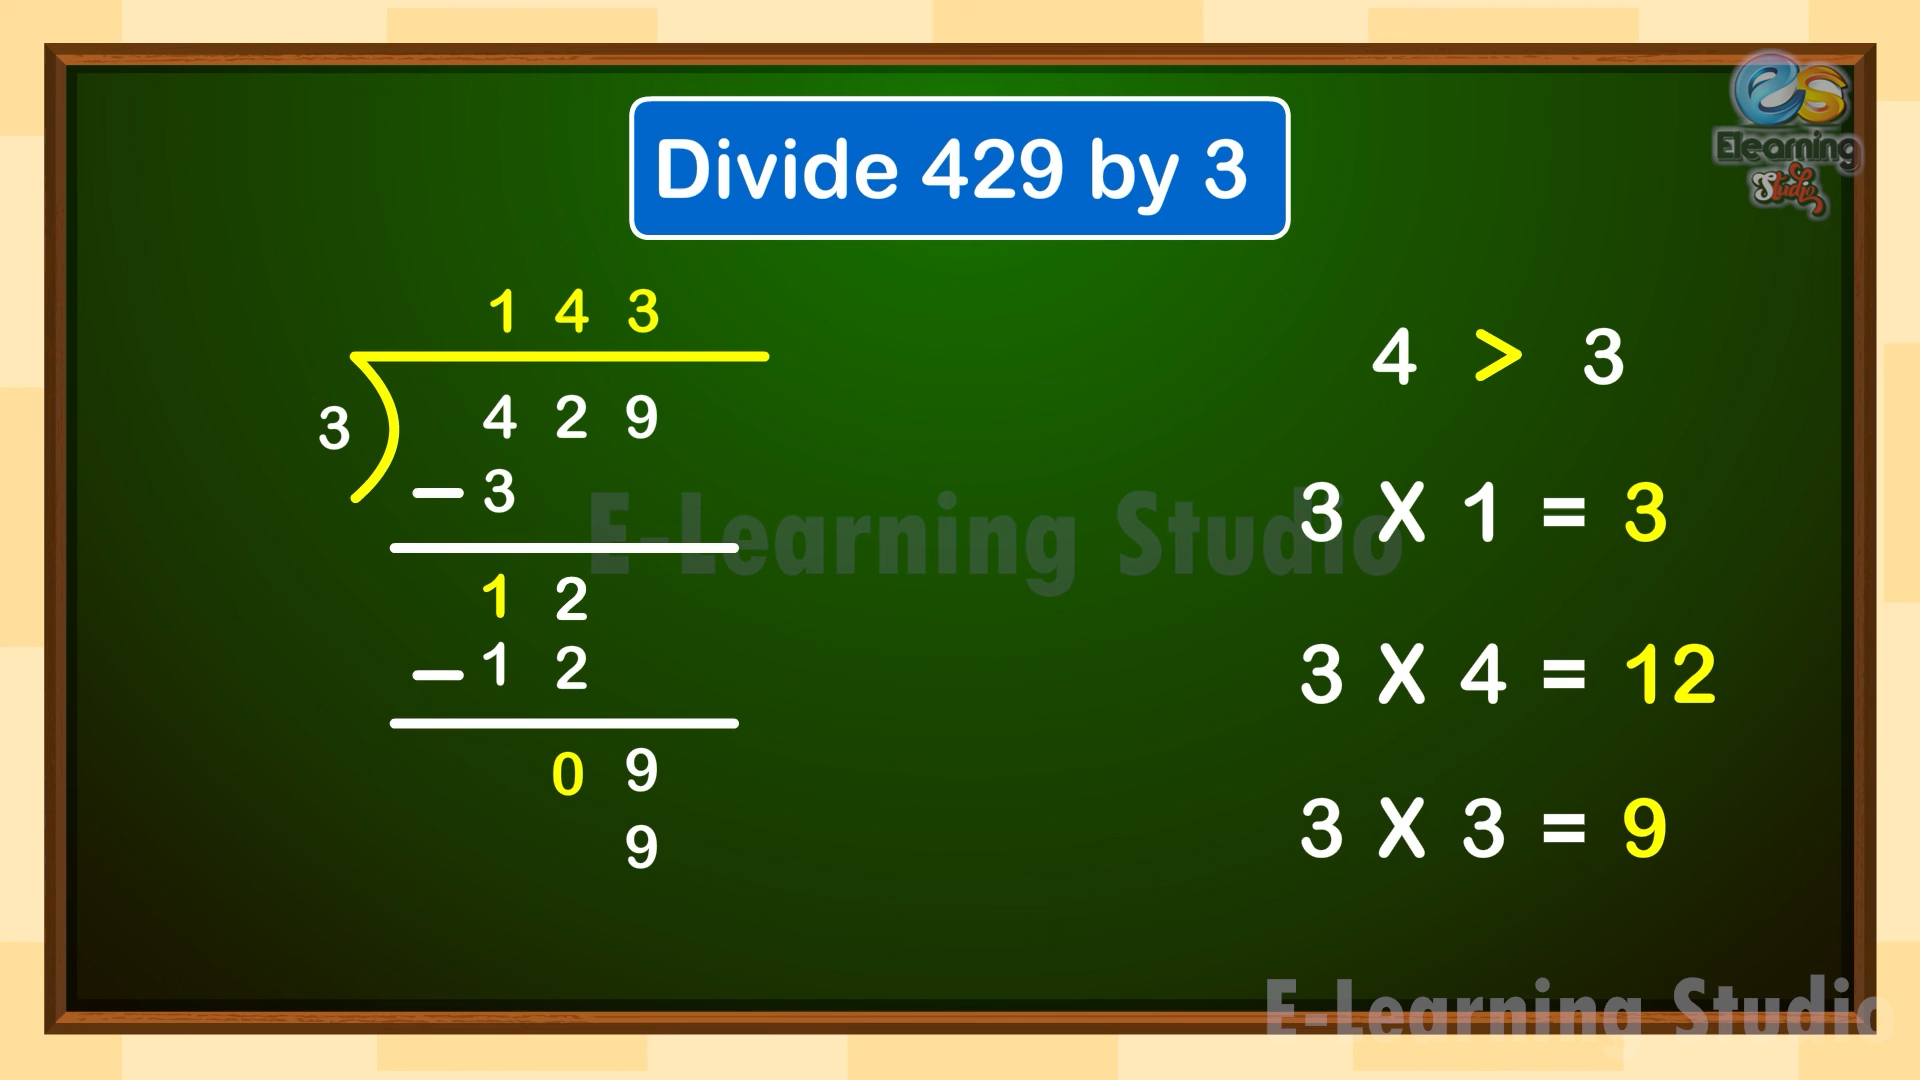 Divide 429 by 3
Elearning
Studio
1 4 3
3 4 2 9
– 3
1 2
– 1 2
0 9
9
4 > 3
3 X 1 = 3
3 X 4 = 12
3 X 3 = 9
E-Learning Studio
E-Learning Studio